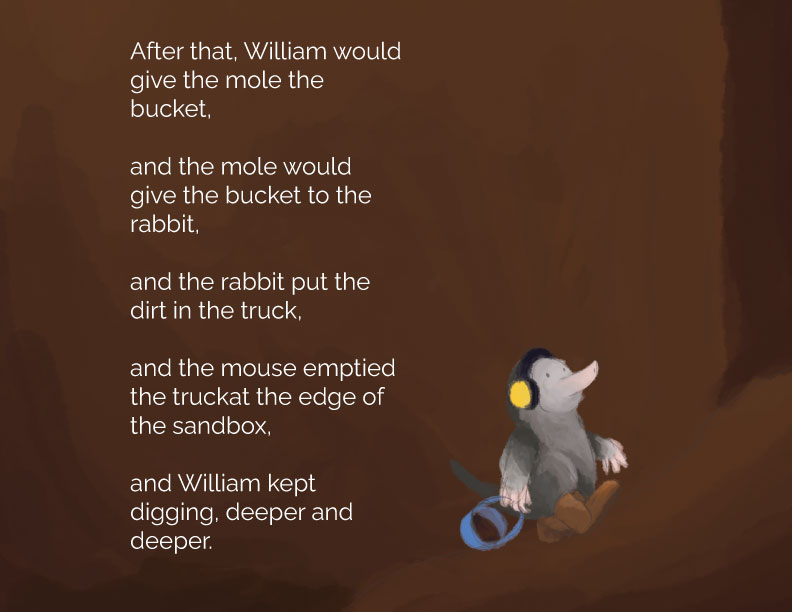 After that, William would
give the mole the
bucket,
and the mole would
give the bucket to the
rabbit,
and the rabbit put the
dirt in the truck,
and the mouse emptied
the truckat the edge of
the sandbox,
and William kept
digging, deeper and
deeper.